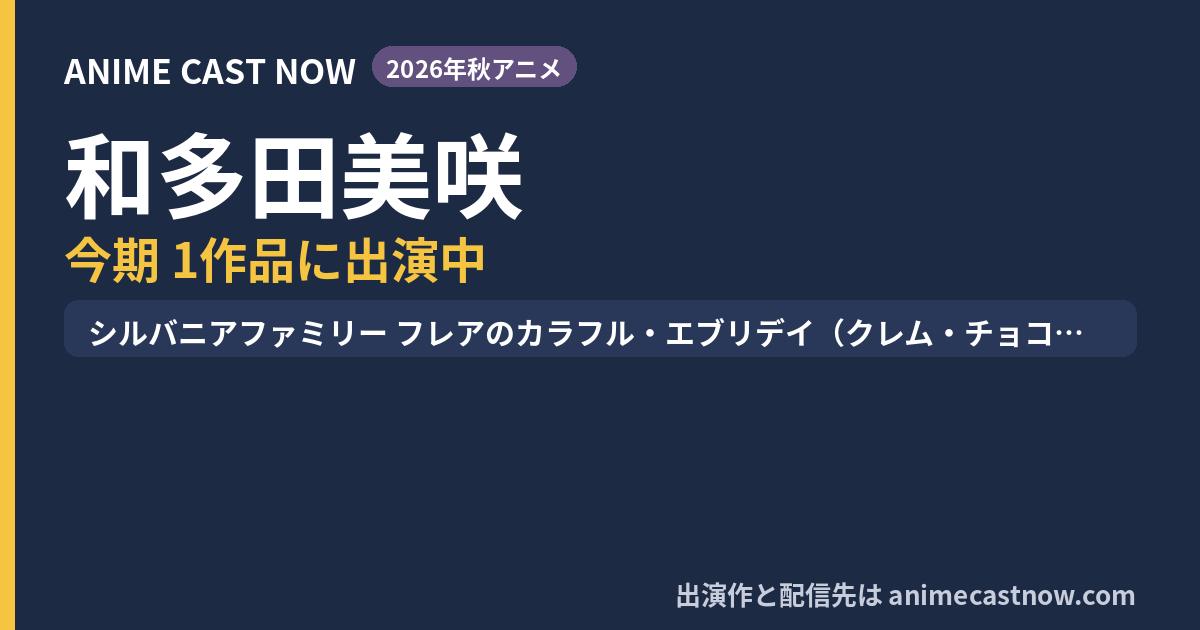 ANIME CAST NOW 2026年秋アニメ
和多田美咲
今期 1作品に出演中
シルバニアファミリー フレアのカラフル・エブリデイ（クレム・チョコ…
出演作と配信先は animecastnow.com